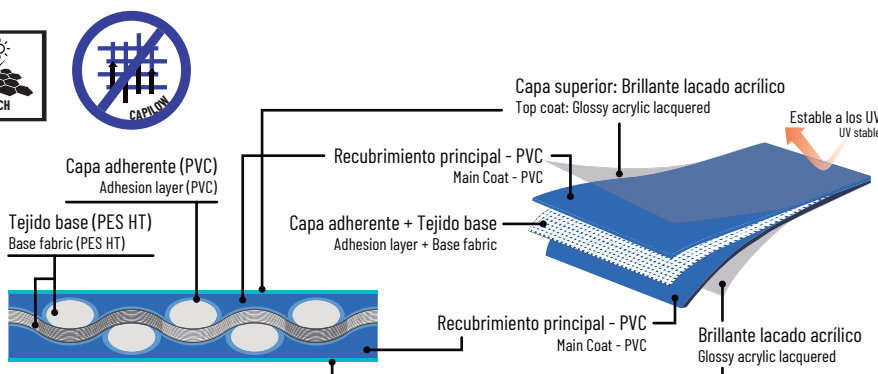 CAPILOW
Capa superior: Brillante lacado acrílico
Top coat: Glossy acrylic lacquered
Estable a los UV
UV stable
Recubrimiento principal - PVC
Main Coat - PVC
Capa adherente (PVC)
Adhesion layer (PVC)
Tejido base (PES HT)
Base fabric (PES HT)
Capa adherente + Tejido base
Adhesion layer + Base fabric
Recubrimiento principal - PVC
Main Coat - PVC
Brillante lacado acrílico
Glossy acrylic lacquered